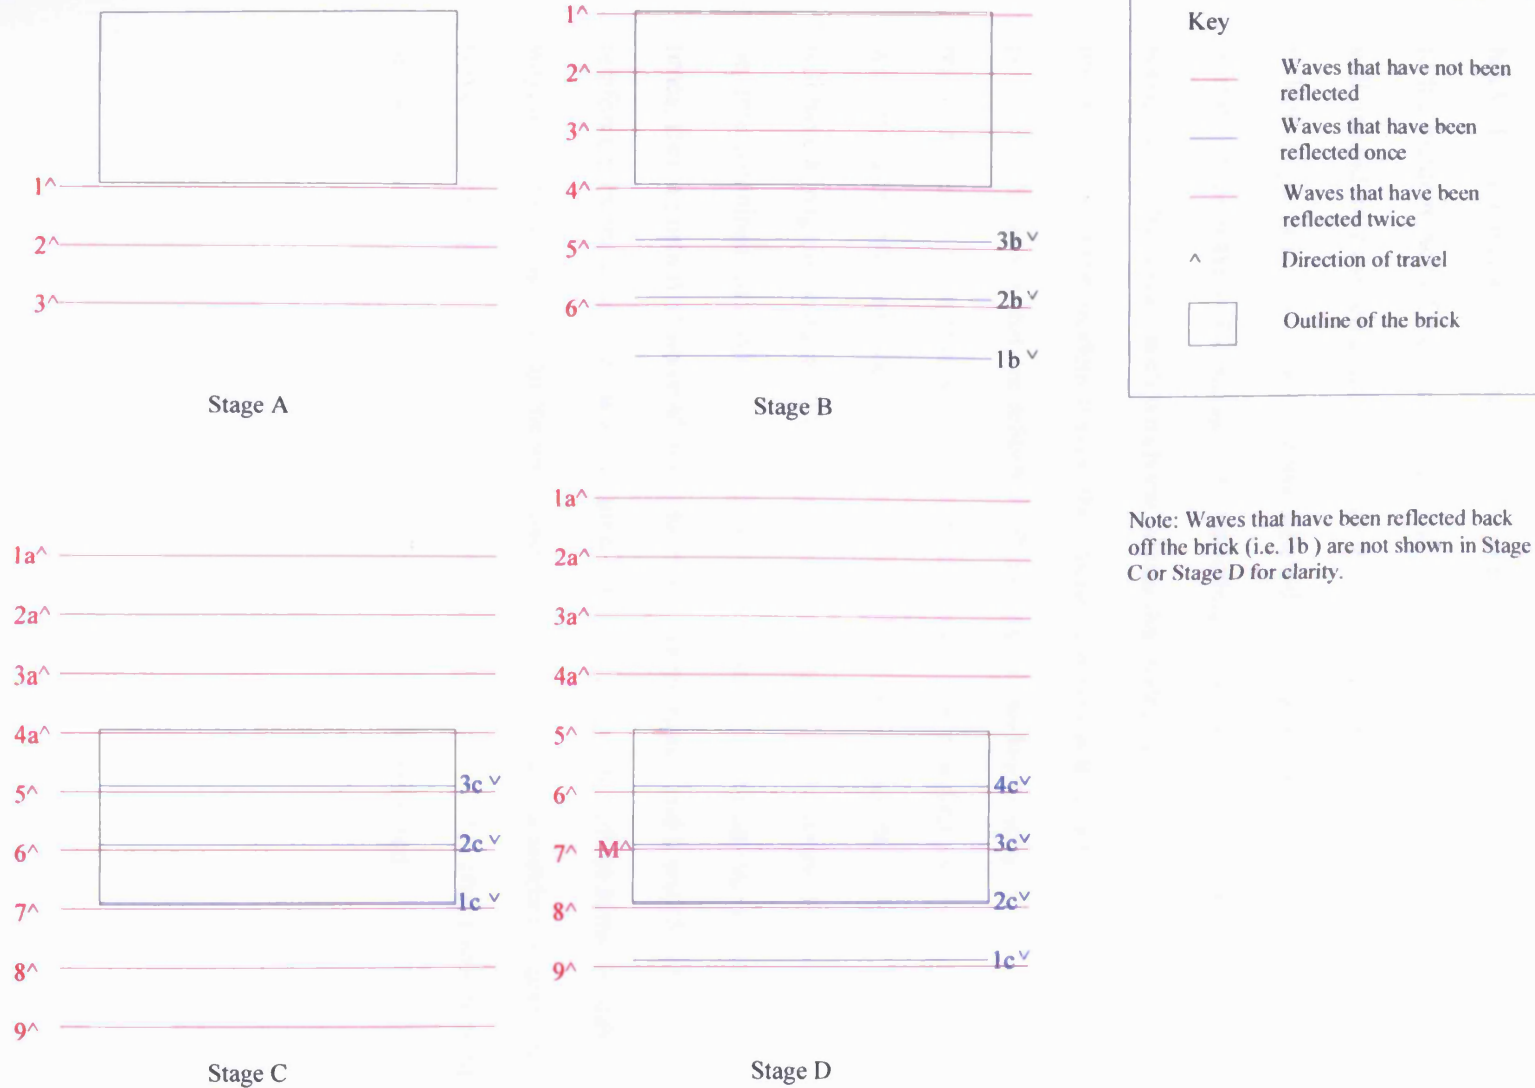 1^
2^
3^
Stage A
1^
2^
3^
4^
5^
6^
3b ˅
2b ˅
1b ˅
Stage B
Key
Waves that have not been
reflected
Waves that have been
reflected once
Waves that have been
reflected twice
^
Direction of travel
Outline of the brick
1a^
2a^
3a^
4a^
5^
6^
7^
8^
9^
3c ˅
2c ˅
1c ˅
Stage C
1a^
2a^
3a^
4a^
5^
6^
7^ M^
8^
9^
4c˅
3c˅
2c˅
1c˅
Stage D
Note: Waves that have been reflected back
off the brick (i.e. 1b ) are not shown in Stage
C or Stage D for clarity.